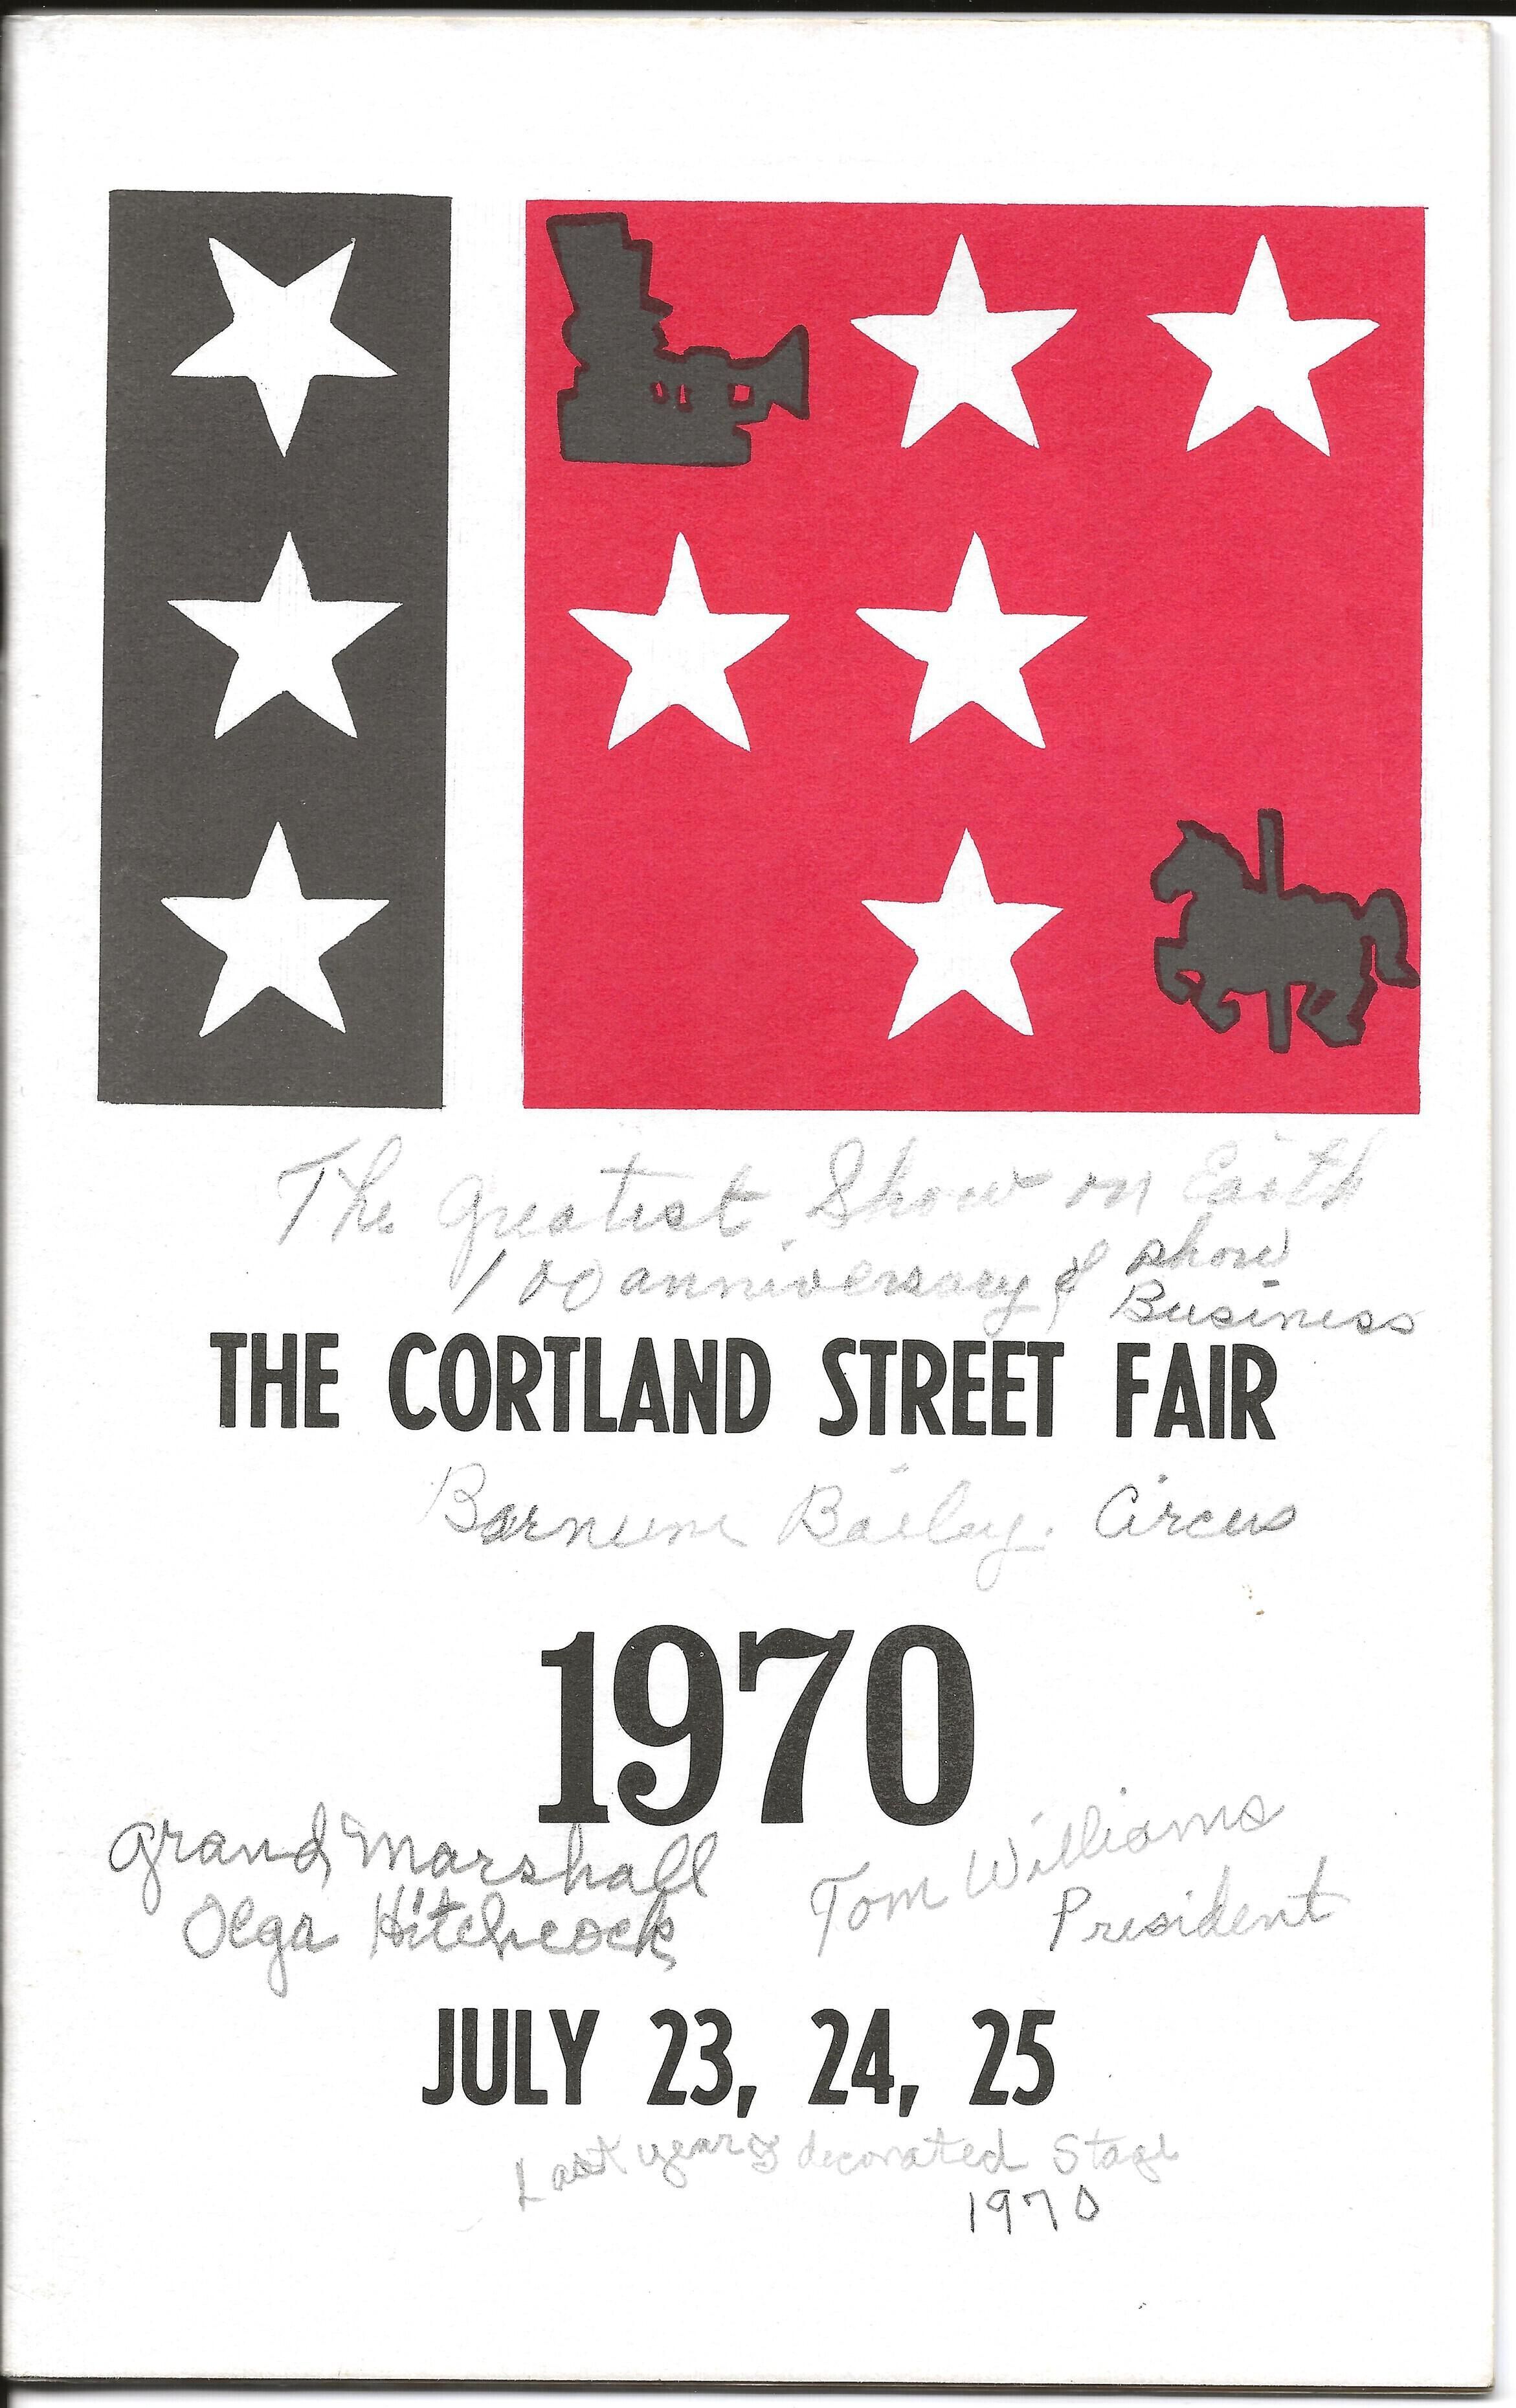 The greatest Show on Earth
100 anniversary of show
Business
THE CORTLAND STREET FAIR
Barnum Bailey Circus
1970
Grand Marshall
Olga Hitchcock
Tom Williams
President
JULY 23, 24, 25
Last years decorated Stage
1970